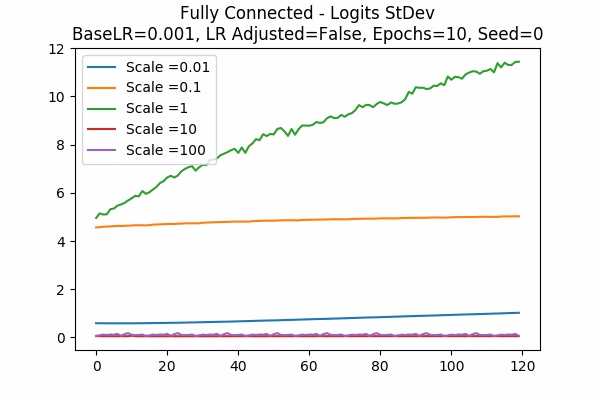 Fully Connected - Logits StDev
BaseLR=0.001, LR Adjusted=False, Epochs=10, Seed=0
12
10
8
6
4
2
0
Scale =0.01
Scale =0.1
Scale =1
Scale =10
Scale =100
0
20
40
60
80
100
120